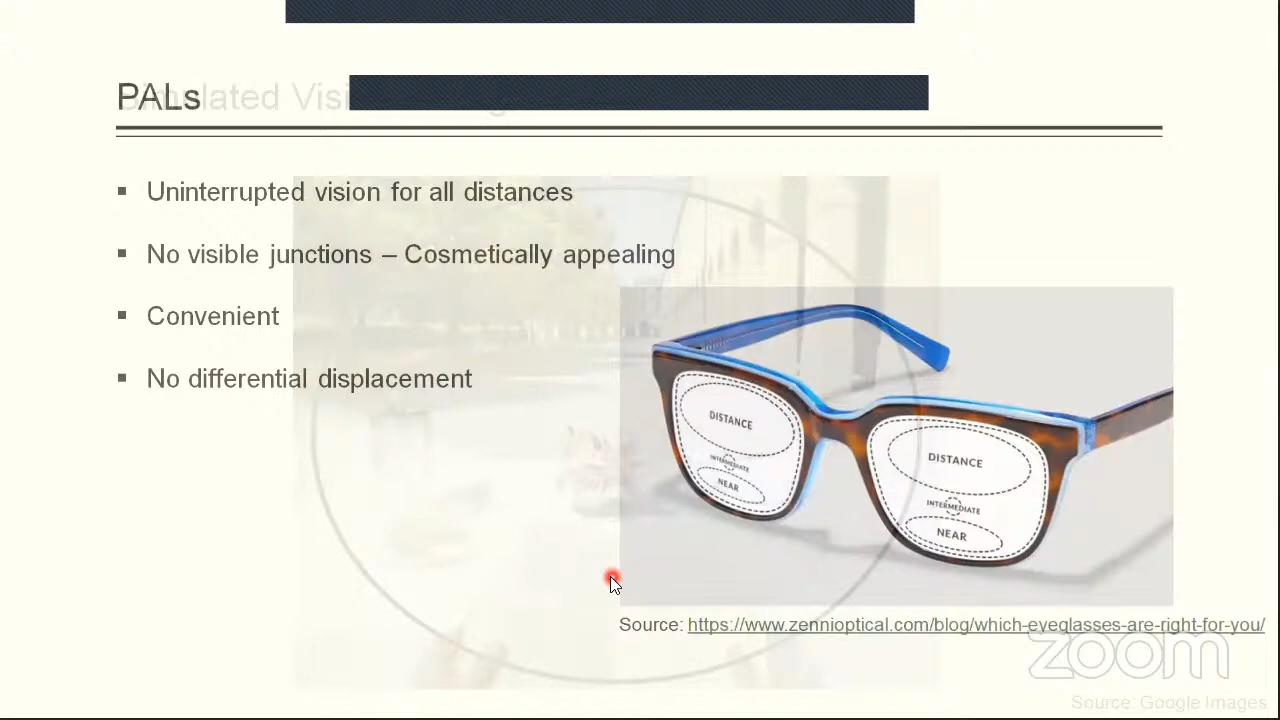 PALs
▪ Uninterrupted vision for all distances
▪ No visible junctions – Cosmetically appealing
▪ Convenient
▪ No differential displacement
DISTANCE
INTERMEDIATE
NEAR
DISTANCE
INTERMEDIATE
NEAR
Source: https://www.zennioptical.com/blog/which-eyeglasses-are-right-for-you/
zoom
Source: Google Images